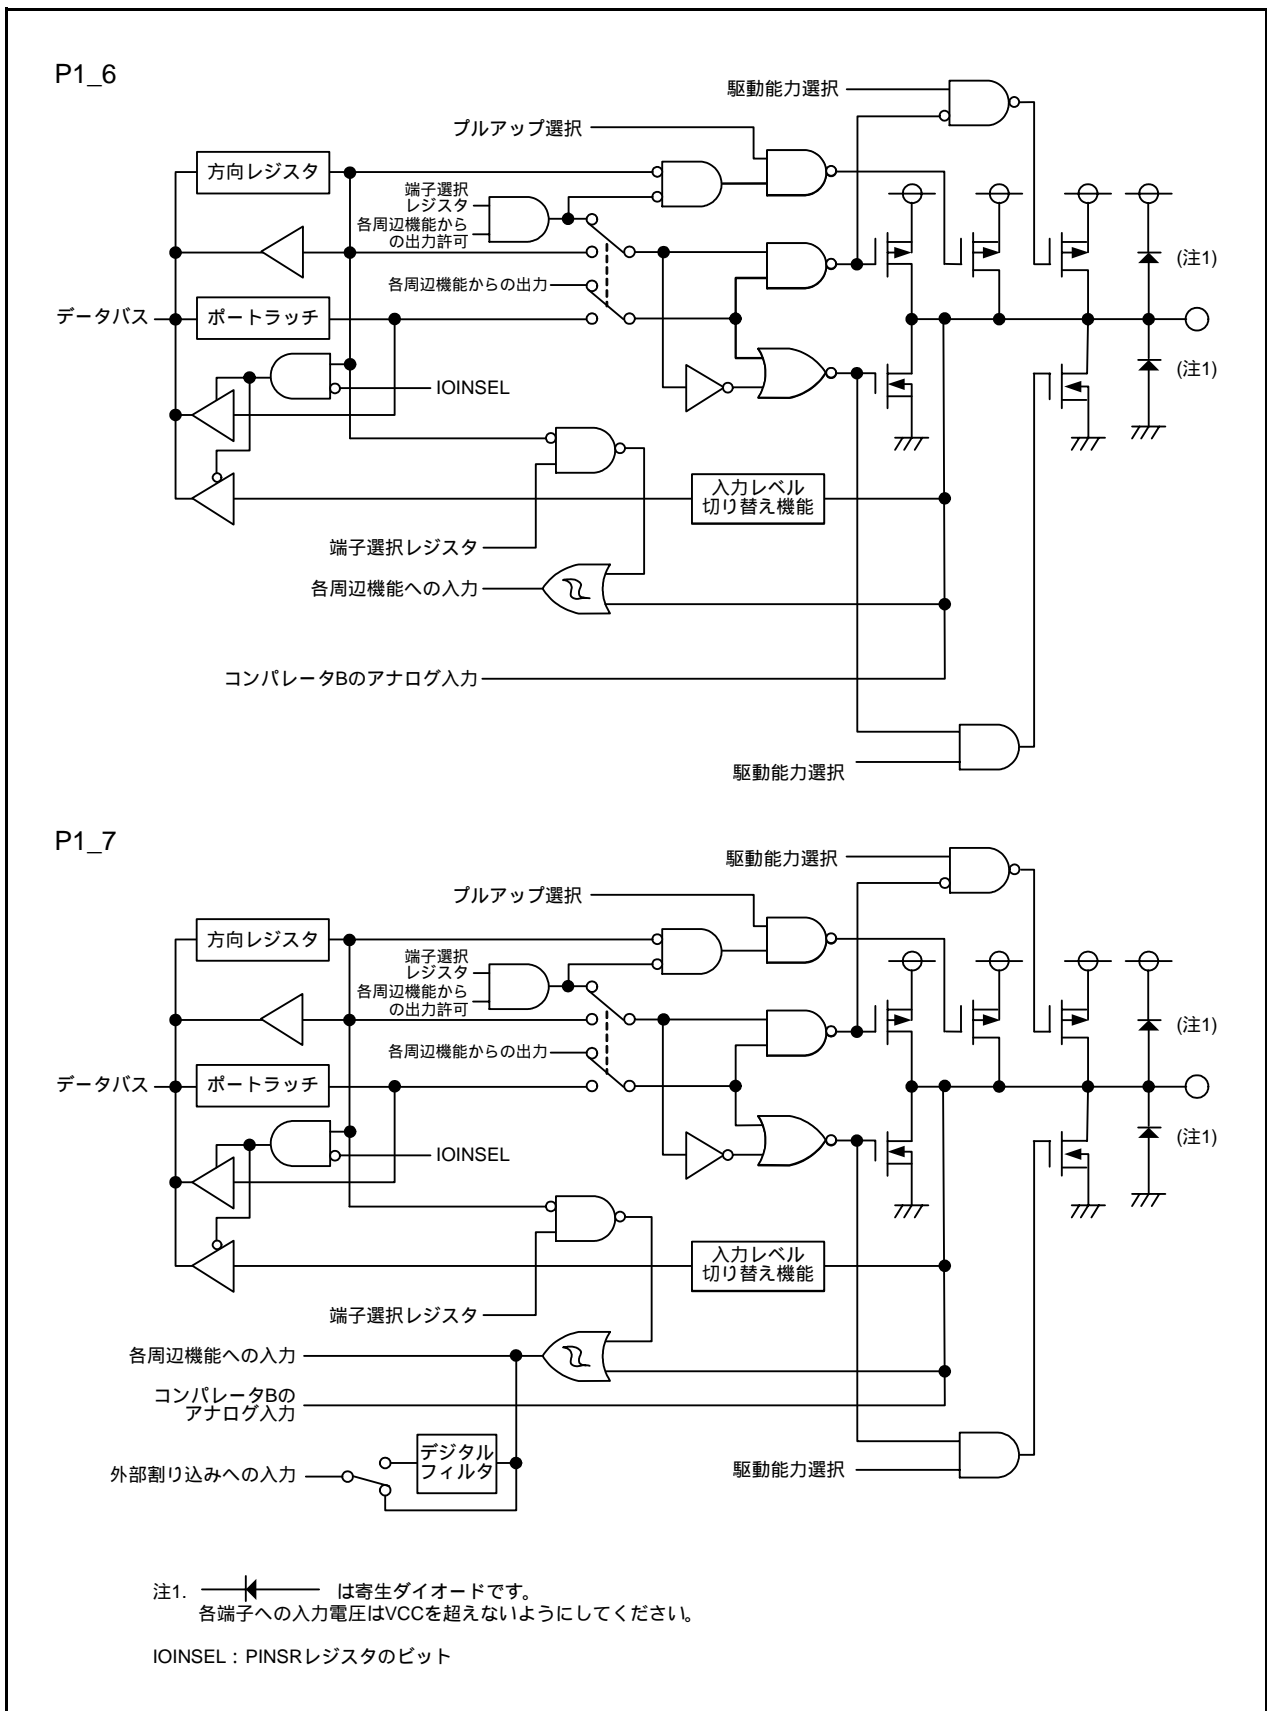 P1_6
駆動能力選択
プルアップ選択
方向レジスタ
端子選択
レジスタ
各周辺機能から
の出力許可
(注1)
各周辺機能からの出力
データバス
ポートラッチ
(注1)
IOINSEL
入力レベル
切り替え機能
端子選択レジスタ
各周辺機能への入力
コンパレータBのアナログ入力
駆動能力選択
P1_7
駆動能力選択
プルアップ選択
方向レジスタ
端子選択
レジスタ
各周辺機能から
の出力許可
(注1)
各周辺機能からの出力
データバス
ポートラッチ
(注1)
IOINSEL
入力レベル
切り替え機能
端子選択レジスタ
各周辺機能への入力
コンパレータBの
アナログ入力
デジタル
フィルタ
外部割り込みへの入力
駆動能力選択
注1. は寄生ダイオードです。
各端子への入力電圧はVCCを超えないようにしてください。
IOINSEL：PINSRレジスタのビット